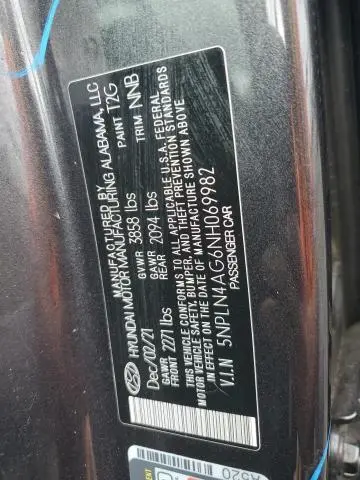 MANUFACTURED BY
HYUNDAI MOTOR MANUFACTURING ALABAMA, LLC
Dec/02/21 GVWR 3858 lbs PAINT T2G
GAWR FRONT 2271 lbs GAWR REAR 2094 lbs TRIM NNB
THIS VEHICLE CONFORMS TO ALL APPLICABLE U.S.A. FEDERAL
MOTOR VEHICLE SAFETY, BUMPER, AND THEFT PREVENTION STANDARDS
IN EFFECT ON THE DATE OF MANUFACTURE SHOWN ABOVE.
V.I.N 5NPLN4AG6NH069982
PASSENGER CAR
A520